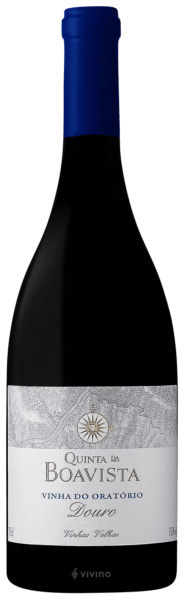 QUINTA DA
BOAVISTA
VINHA DO ORATÓRIO
Douro
Vinhas Velhas
VIVINO